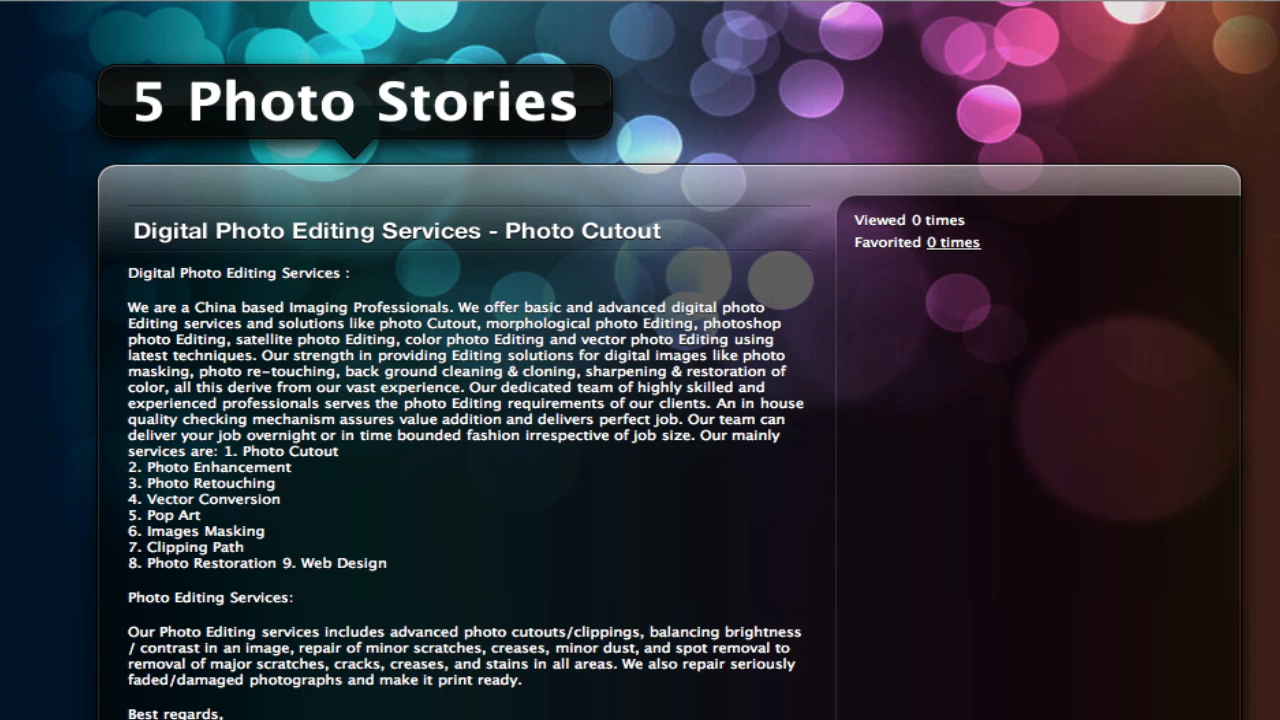 5 Photo Stories
Digital Photo Editing Services - Photo Cutout
Viewed 0 times
Favorited 0 times
Digital Photo Editing Services :
We are a China based Imaging Professionals. We offer basic and advanced digital photo
Editing services and solutions like photo Cutout, morphological photo Editing, photoshop
photo Editing, satellite photo Editing, color photo Editing and vector photo Editing using
latest techniques. Our strength in providing Editing solutions for digital images like photo
masking, photo re-touching, back ground cleaning & cloning, sharpening & restoration of
color, all this derive from our vast experience. Our dedicated team of highly skilled and
experienced professionals serves the photo Editing requirements of our clients. An in house
quality checking mechanism assures value addition and delivers perfect job. Our team can
deliver your job overnight or in time bounded fashion irrespective of job size. Our mainly
services are: 1. Photo Cutout
2. Photo Enhancement
3. Photo Retouching
4. Vector Conversion
5. Pop Art
6. Images Masking
7. Clipping Path
8. Photo Restoration 9. Web Design
Photo Editing Services:
Our Photo Editing services includes advanced photo cutouts/clippings, balancing brightness
/ contrast in an image, repair of minor scratches, creases, minor dust, and spot removal to
removal of major scratches, cracks, creases, and stains in all areas. We also repair seriously
faded/damaged photographs and make it print ready.
Best regards,